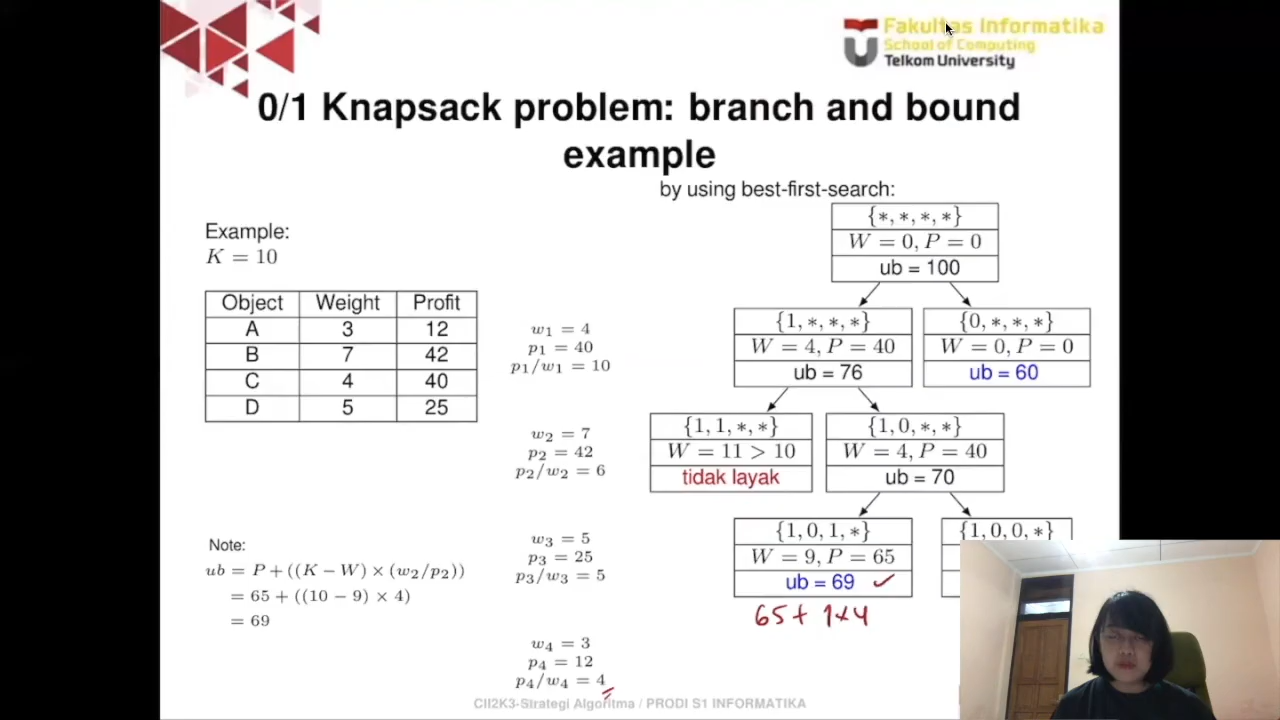 Fakultas Informatika
School of Computing
Telkom University
0/1 Knapsack problem: branch and bound
example
by using best-first-search:
Example:
K = 10
Object Weight Profit
A 3 12
B 7 42
C 4 40
D 5 25
w₁ = 4
p₁ = 40
p₁/w₁ = 10
w₂ = 7
p₂ = 42
p₂/w₂ = 6
w₃ = 5
p₃ = 25
p₃/w₃ = 5
w₄ = 3
p₄ = 12
p₄/w₄ = 4
Note:
ub = P + ((K − W) × (w₂/p₂))
= 65 + ((10 − 9) × 4)
= 69
{∗, ∗, ∗, ∗}
W = 0, P = 0
ub = 100
{1, ∗, ∗, ∗}
W = 4, P = 40
ub = 76
{0, ∗, ∗, ∗}
W = 0, P = 0
ub = 60
{1, 1, ∗, ∗}
W = 11 > 10
tidak layak
{1, 0, ∗, ∗}
W = 4, P = 40
ub = 70
{1, 0, 1, ∗}
W = 9, P = 65
ub = 69 ✓
65 + 1×4
{1, 0, 0, ∗}
CII2K3-Strategi Algoritma / PRODI S1 INFORMATIKA